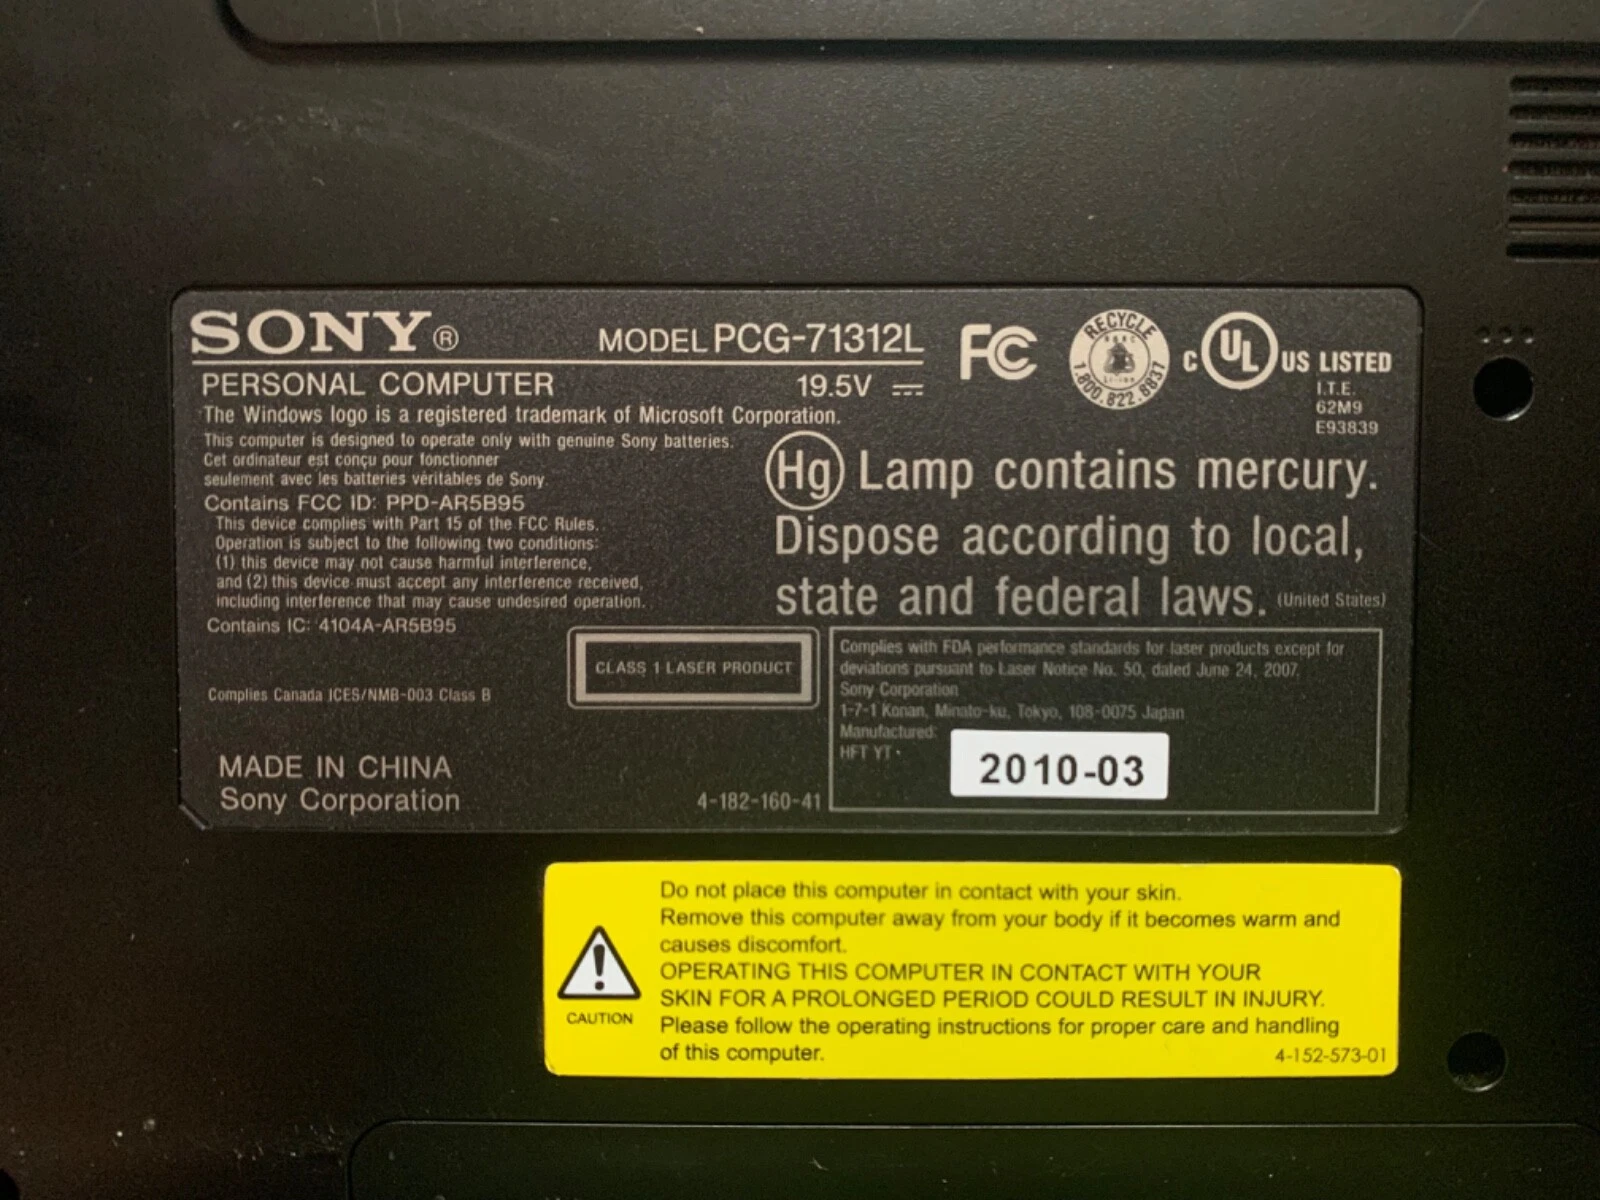 SONY® MODEL PCG-71312L
PERSONAL COMPUTER 19.5V
The Windows logo is a registered trademark of Microsoft Corporation.
This computer is designed to operate only with genuine Sony batteries.
Cet ordinateur est conçu pour fonctionner
seulement avec les batteries véritables de Sony.
Contains FCC ID: PPD-AR5B95
This device complies with Part 15 of the FCC Rules.
Operation is subject to the following two conditions:
(1) this device may not cause harmful interference,
and (2) this device must accept any interference received,
including interference that may cause undesired operation.
Contains IC: 4104A-AR5B95
Complies Canada ICES/NMB-003 Class B
MADE IN CHINA
Sony Corporation
FC
RECYCLE
1.800.822.8837
C UL US LISTED
I.T.E.
62M9
E93839
Hg Lamp contains mercury.
Dispose according to local,
state and federal laws. (United States)
CLASS 1 LASER PRODUCT
4-182-160-41
Complies with FDA performance standards for laser products except for
deviations pursuant to Laser Notice No. 50, dated June 24, 2007.
Sony Corporation
1-7-1 Konan, Minato-ku, Tokyo, 108-0075 Japan
Manufactured:
HFT YT
2010-03
Do not place this computer in contact with your skin.
Remove this computer away from your body if it becomes warm and
causes discomfort.
OPERATING THIS COMPUTER IN CONTACT WITH YOUR
SKIN FOR A PROLONGED PERIOD COULD RESULT IN INJURY.
Please follow the operating instructions for proper care and handling
of this computer.
CAUTION
4-152-573-01